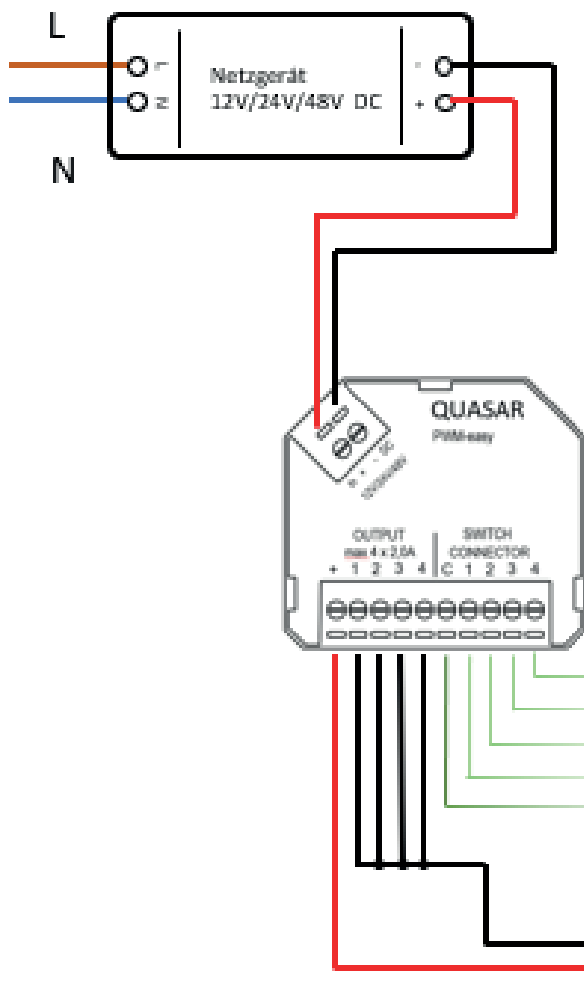 L
L
Netzgerät
-
N
12V/24V/48V DC
+
N
QUASAR
PWM-easy
OUTPUT
SWITCH
max 4 x 2,0A
CONNECTOR
+ 1 2 3 4 C 1 2 3 4